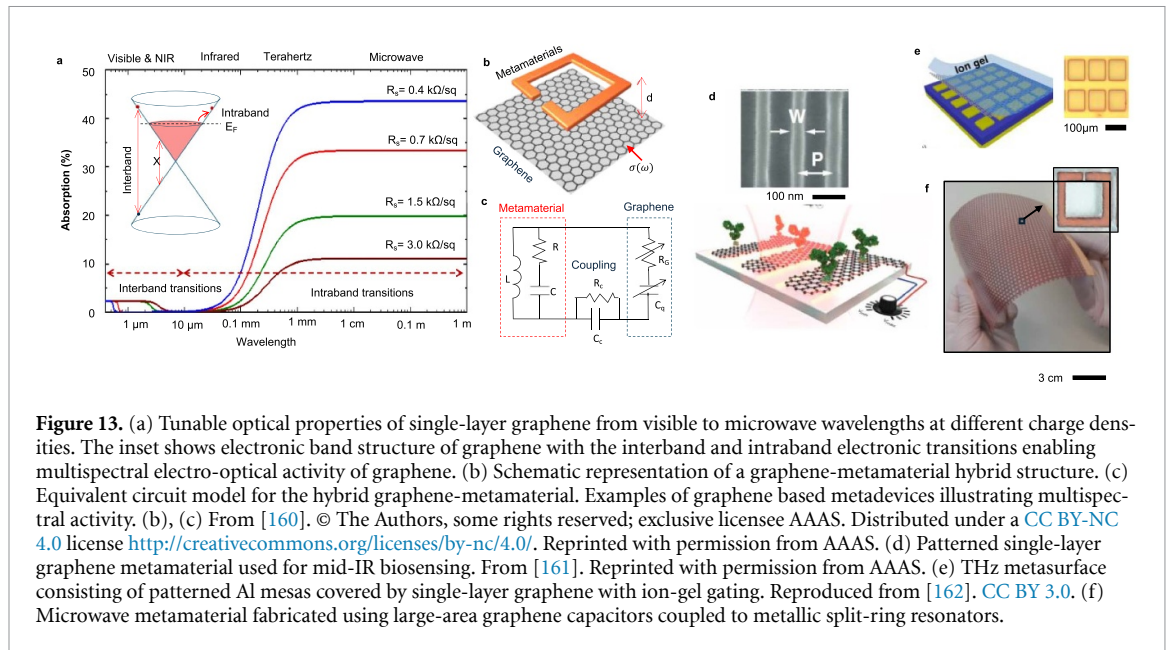 a
Visible & NIR Infrared Terahertz Microwave
50
40
30
20
10
0
Absorption (%)
Intraband
E_F
Interband
X
R_s= 0.4 kΩ/sq
R_s= 0.7 kΩ/sq
R_s= 1.5 kΩ/sq
R_s= 3.0 kΩ/sq
Interband transitions
Intraband transitions
1 µm 10 µm 0.1 mm 1 mm 1 cm 0.1 m 1 m
Wavelength
b
Metamaterials
d
Graphene
σ(ω)
c
Metamaterial
Graphene
Coupling
L
R
C
R_c
C_c
R_G
C_q
d
W
P
100 nm
e
Ion gel
100µm
f
3 cm
Figure 13. (a) Tunable optical properties of single-layer graphene from visible to microwave wavelengths at different charge den-
sities. The inset shows electronic band structure of graphene with the interband and intraband electronic transitions enabling
multispectral electro-optical activity of graphene. (b) Schematic representation of a graphene-metamaterial hybrid structure. (c)
Equivalent circuit model for the hybrid graphene-metamaterial. Examples of graphene based metadevices illustrating multispec-
tral activity. (b), (c) From [160]. © The Authors, some rights reserved; exclusive licensee AAAS. Distributed under a CC BY-NC
4.0 license http://creativecommons.org/licenses/by-nc/4.0/. Reprinted with permission from AAAS. (d) Patterned single-layer
graphene metamaterial used for mid-IR biosensing. From [161]. Reprinted with permission from AAAS. (e) THz metasurface
consisting of patterned Al mesas covered by single-layer graphene with ion-gel gating. Reproduced from [162]. CC BY 3.0. (f)
Microwave metamaterial fabricated using large-area graphene capacitors coupled to metallic split-ring resonators.